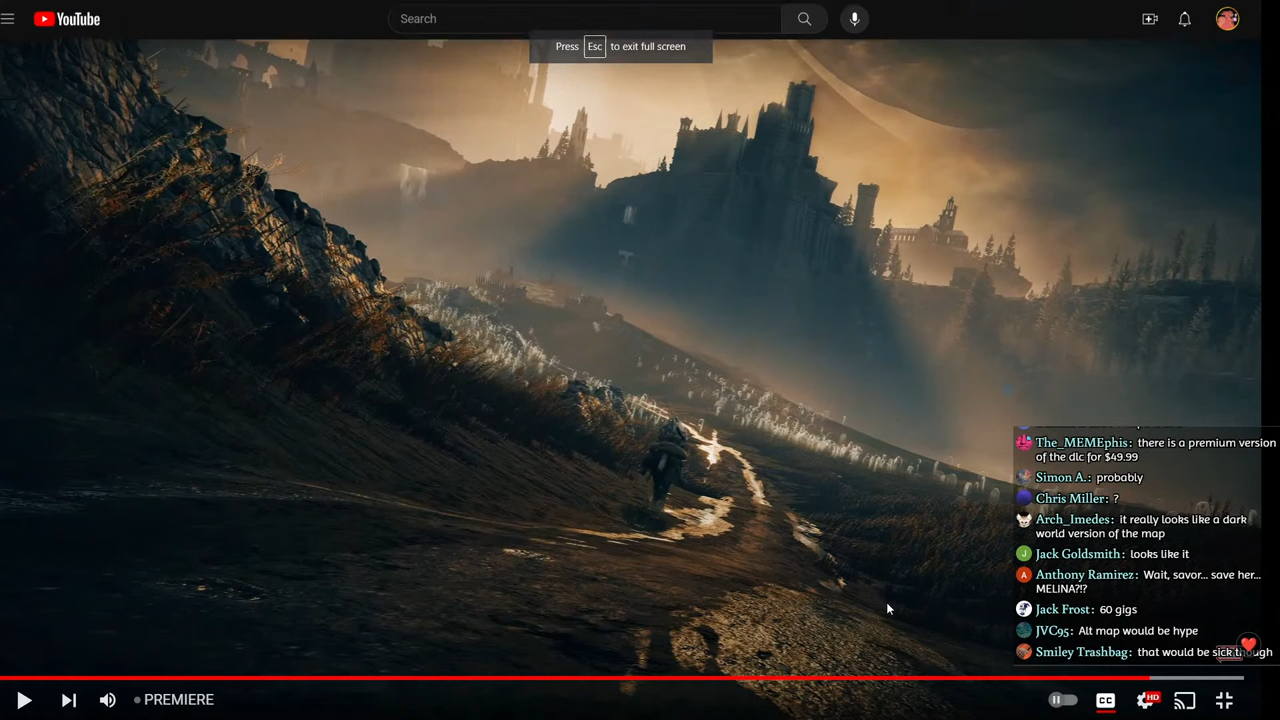 YouTube
Search
Press Esc to exit full screen
The_MEMEphis: there is a premium version
of the dlc for $49.99
Simon A.: probably
Chris Miller: ?
Arch_Imedes: it really looks like a dark
world version of the map
Jack Goldsmith: looks like it
J
Anthony Ramirez: Wait, savor... save her...
A
MELINA?!?
Jack Frost: 60 gigs
JVC95: Alt map would be hype
Smiley Trashbag: that would be sick though
PREMIERE
CC
HD